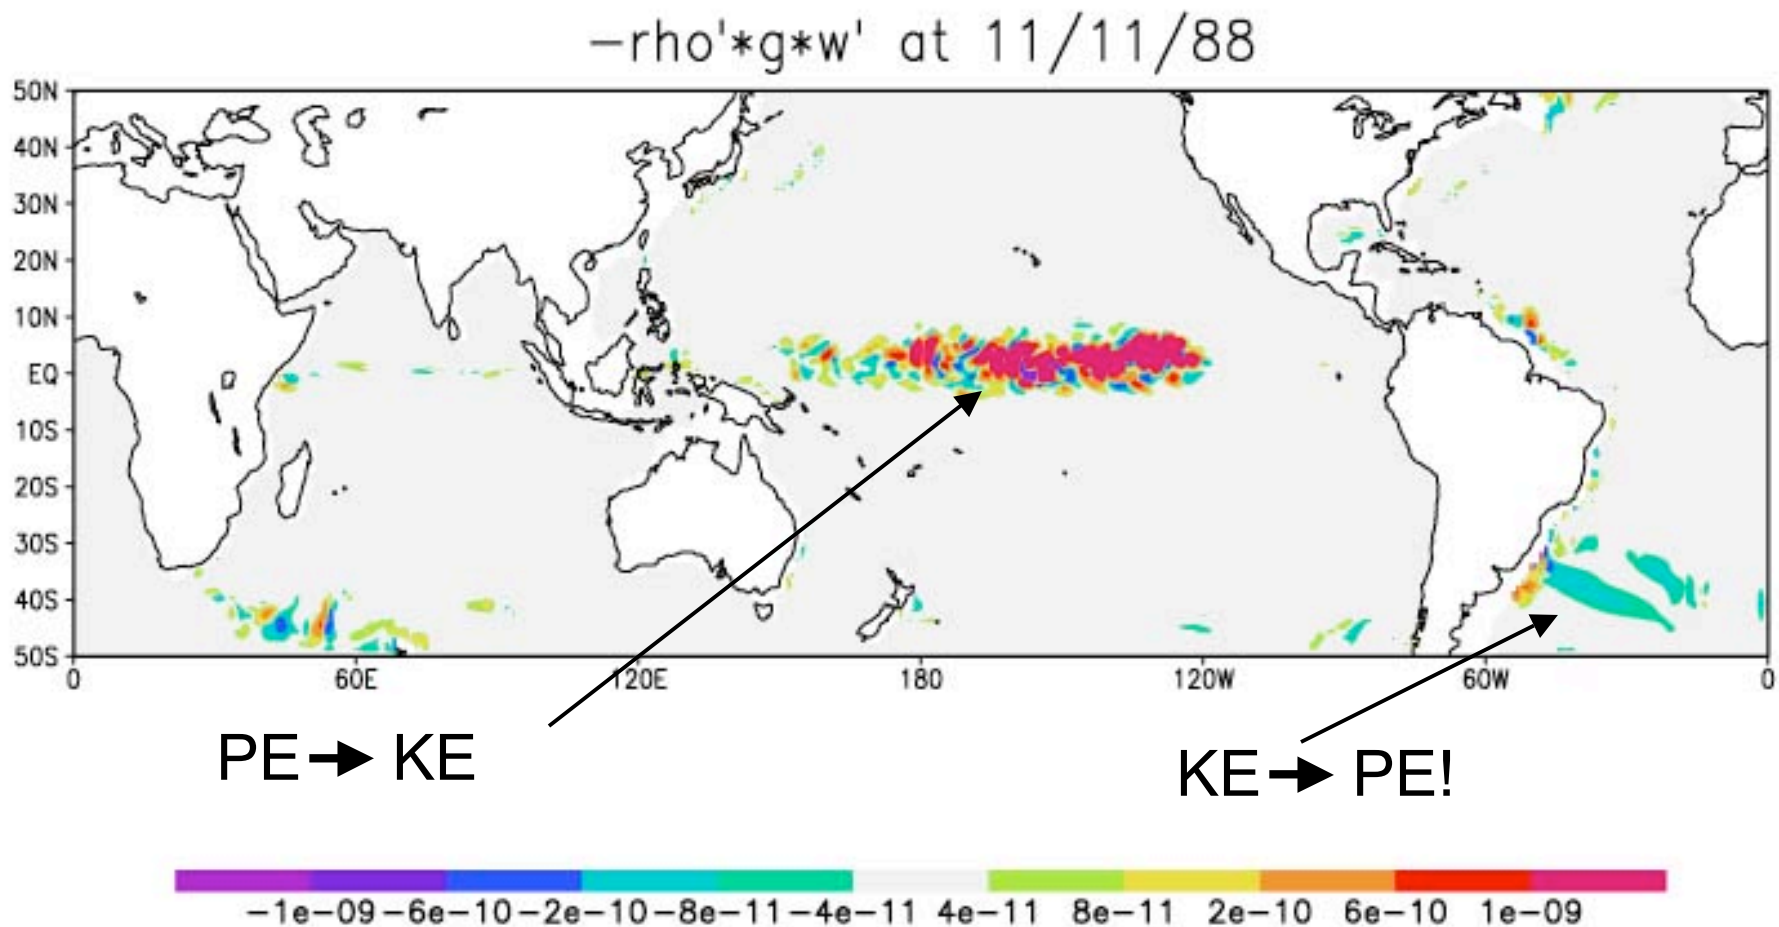 -rho'*g*w' at 11/11/88
50N
40N
30N
20N
10N
EQ
10S
20S
30S
40S
50S
0 60E 120E 180 120W 60W 0
PE → KE
KE → PE!
-1e-09 -6e-10 -2e-10 -8e-11 -4e-11 4e-11 8e-11 2e-10 6e-10 1e-09